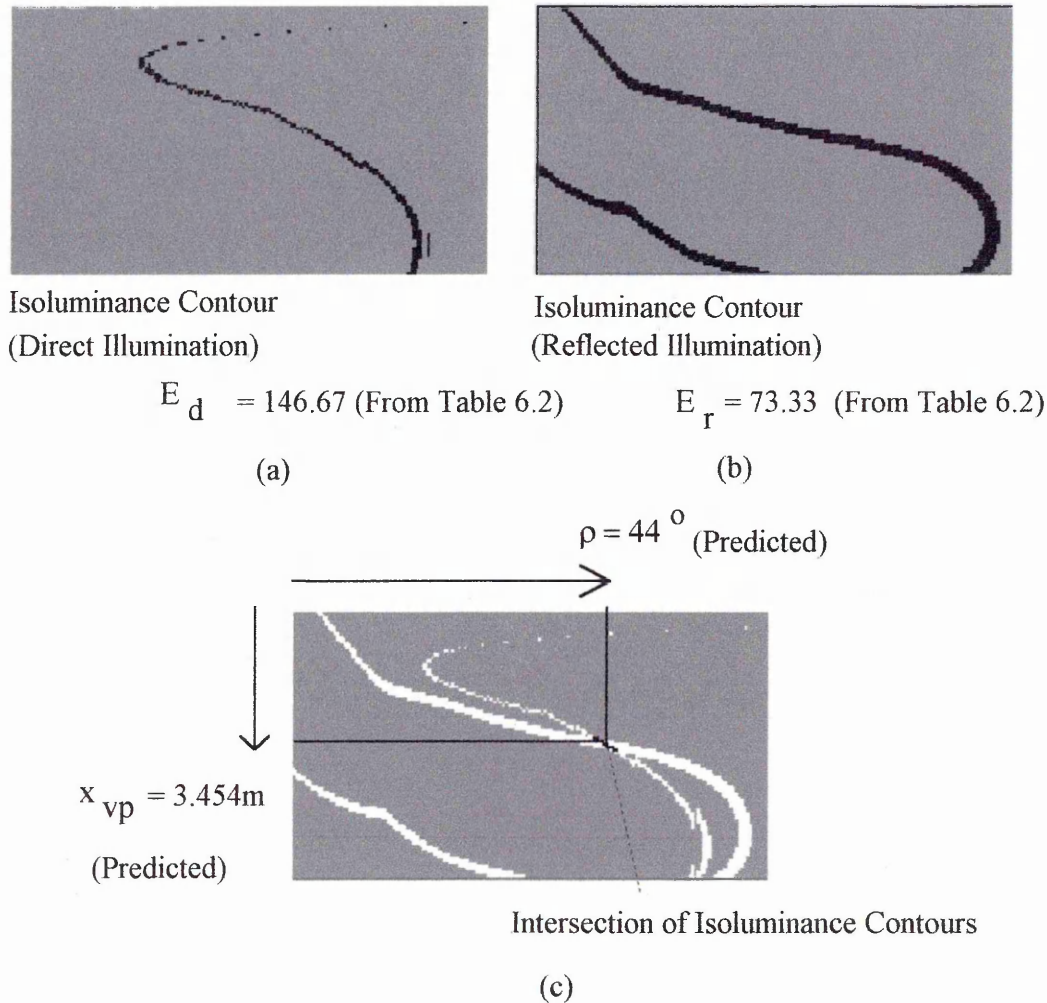 Isoluminance Contour
(Direct Illumination)
Isoluminance Contour
(Reflected Illumination)
E d = 146.67 (From Table 6.2)
E r = 73.33 (From Table 6.2)
(a)
(b)
ρ = 44 o (Predicted)
x vp = 3.454m
(Predicted)
Intersection of Isoluminance Contours
(c)